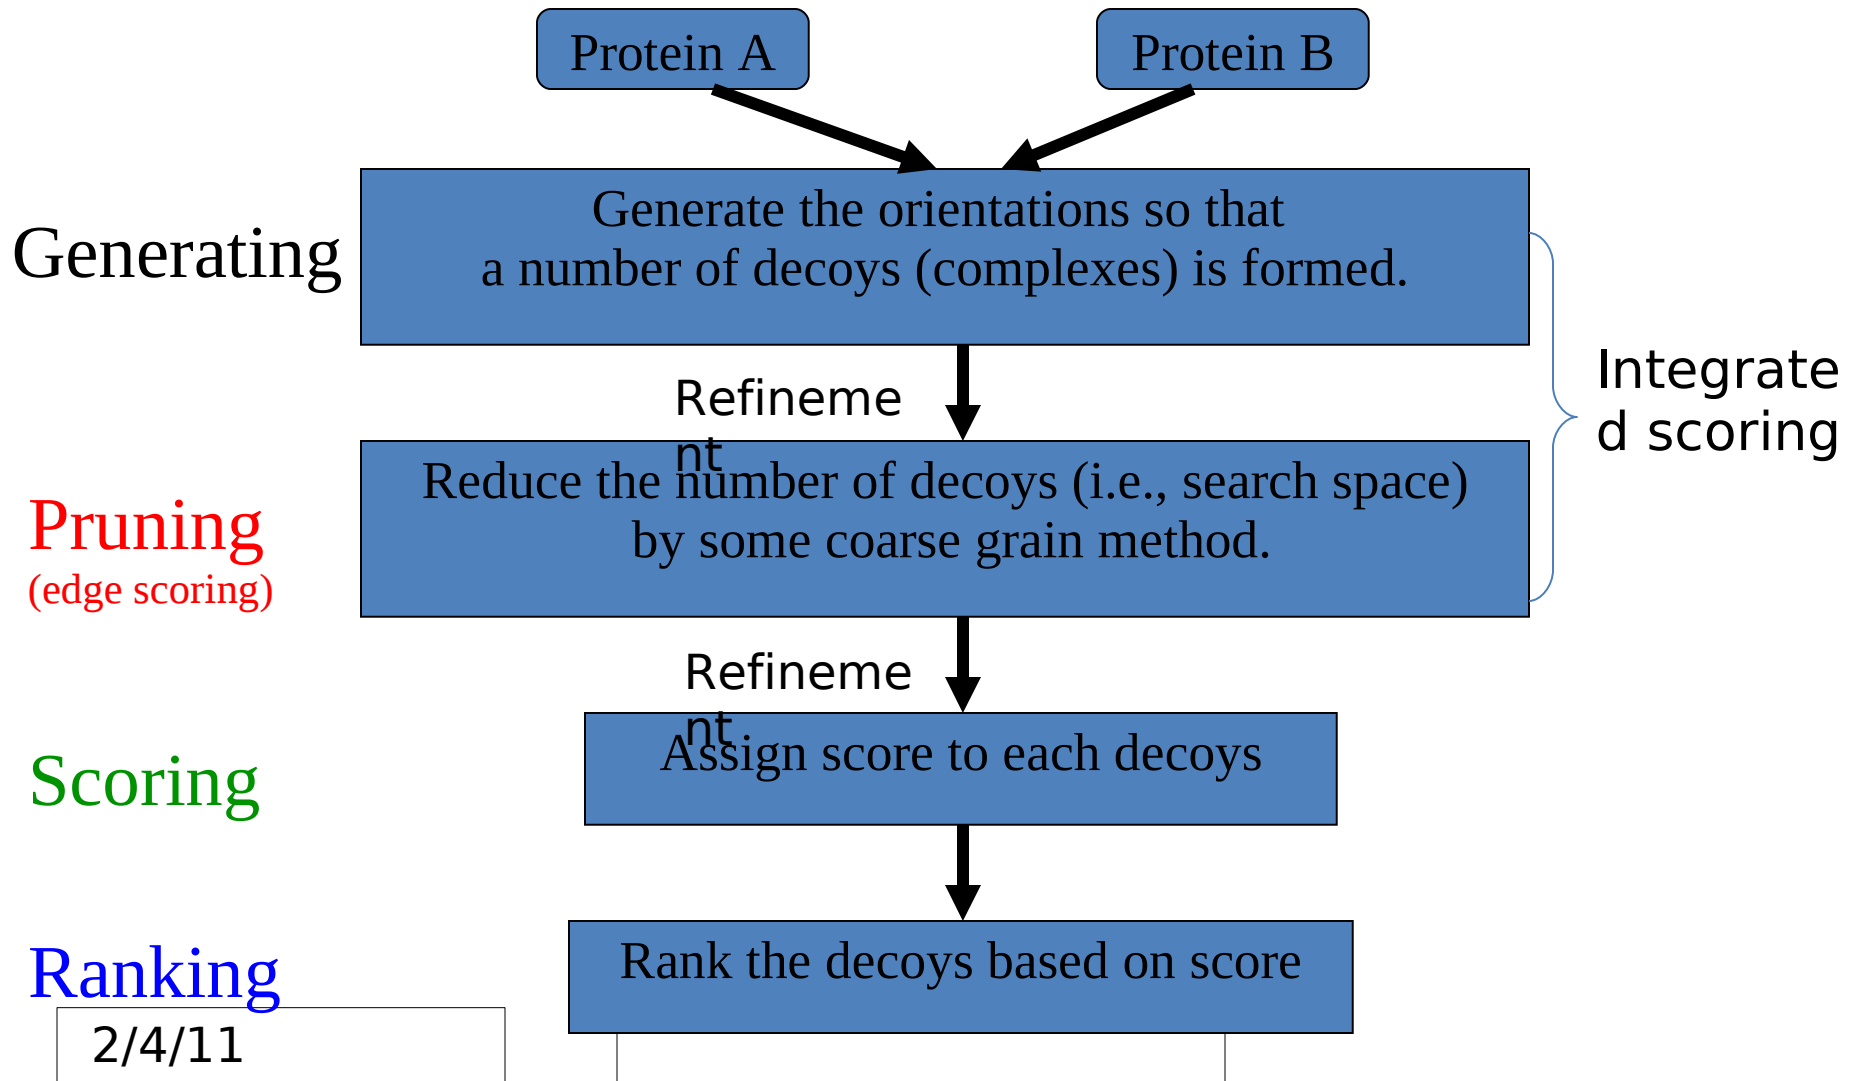 Protein A
Protein B
Generating
Generate the orientations so that
a number of decoys (complexes) is formed.
Integrate
d scoring
Refineme
nt
Pruning
(edge scoring)
Reduce the number of decoys (i.e., search space)
by some coarse grain method.
Refineme
nt
Scoring
Assign score to each decoys
Ranking
Rank the decoys based on score
2/4/11